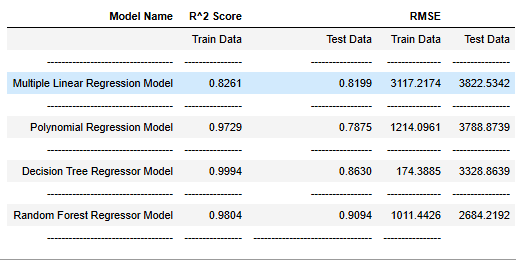 Model Name R^2 Score RMSE
Train Data Test Data Train Data Test Data
---------------------------------- ---------------- ---------------- ---------------- ----------------
Multiple Linear Regression Model 0.8261 0.8199 3117.2174 3822.5342
---------------------------------- ---------------- ---------------- ---------------- ----------------
Polynomial Regression Model 0.9729 0.7875 1214.0961 3788.8739
---------------------------------- ---------------- ---------------- ---------------- ----------------
Decision Tree Regressor Model 0.9994 0.8630 174.3885 3328.8639
---------------------------------- ---------------- ---------------- ---------------- ----------------
Random Forest Regressor Model 0.9804 0.9094 1011.4426 2684.2192
---------------------------------- ---------------- -------------------------------- ----------------